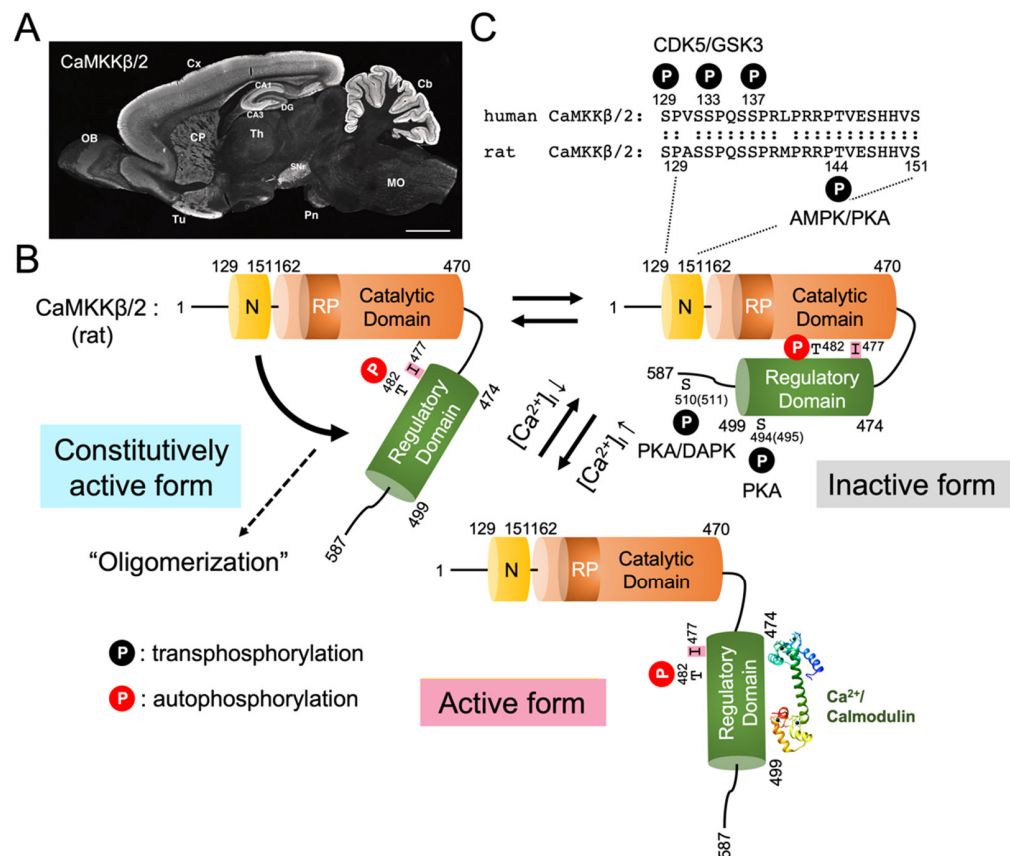 A
CaMKKβ/2
Cx
Cb
CA1
DG
CA3
OB
CP
Th
SNr
MO
Tu
Pn
C
CDK5/GSK3
P P P
129 133 137
human CaMKKβ/2: SPVSSPQSSPRLPRRPTVESHHVS
:: ::::::: ::::::::::::
rat CaMKKβ/2: SPASSPQSSPRMPRRPTVESHHVS
129 144 151
P
AMPK/PKA
B
CaMKKβ/2 :
(rat)
129 151 162 470
1
N
RP
Catalytic
Domain
P
482
T
I
477
474
Regulatory
Domain
499
587
Constitutively
active form
"Oligomerization"
[Ca²⁺]i↓
[Ca²⁺]i↑
129 151 162 470
1
N
RP
Catalytic
Domain
P T482 I 477
587
S
510(511)
P
PKA/DAPK
Regulatory
Domain
499
S
474
494(495)
P
PKA
Inactive form
129 151 162 470
1
N
RP
Catalytic
Domain
P
482
T
I
477
474
Regulatory
Domain
499
587
Ca²⁺/
Calmodulin
Active form
P : transphosphorylation
P : autophosphorylation